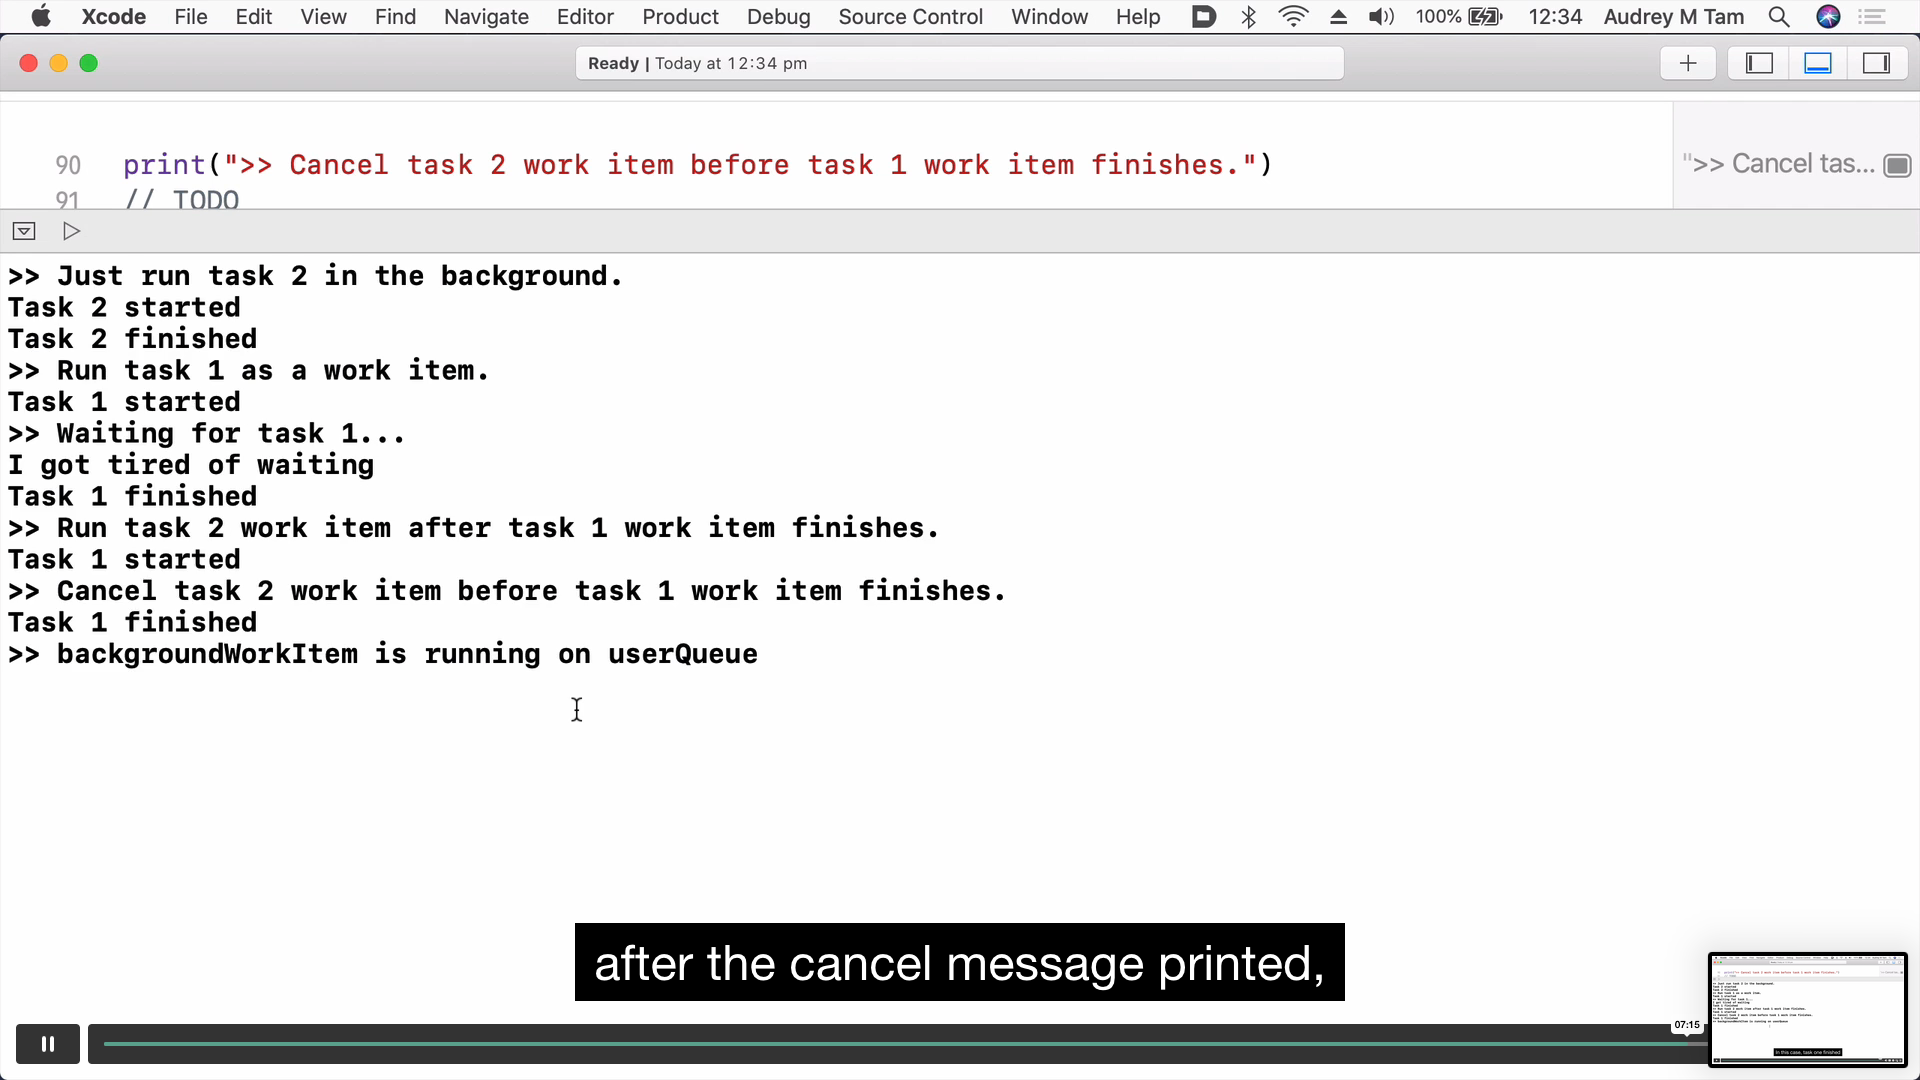 Xcode File Edit View Find Navigate Editor Product Debug Source Control Window Help 100% 12:34 Audrey M Tam
Ready | Today at 12:34 pm
90 print(">> Cancel task 2 work item before task 1 work item finishes.") ">> Cancel tas...
91 // TODO
>> Just run task 2 in the background.
Task 2 started
Task 2 finished
>> Run task 1 as a work item.
Task 1 started
>> Waiting for task 1...
I got tired of waiting
Task 1 finished
>> Run task 2 work item after task 1 work item finishes.
Task 1 started
>> Cancel task 2 work item before task 1 work item finishes.
Task 1 finished
>> backgroundWorkItem is running on userQueue
after the cancel message printed,
07:15
In this case, task one finished